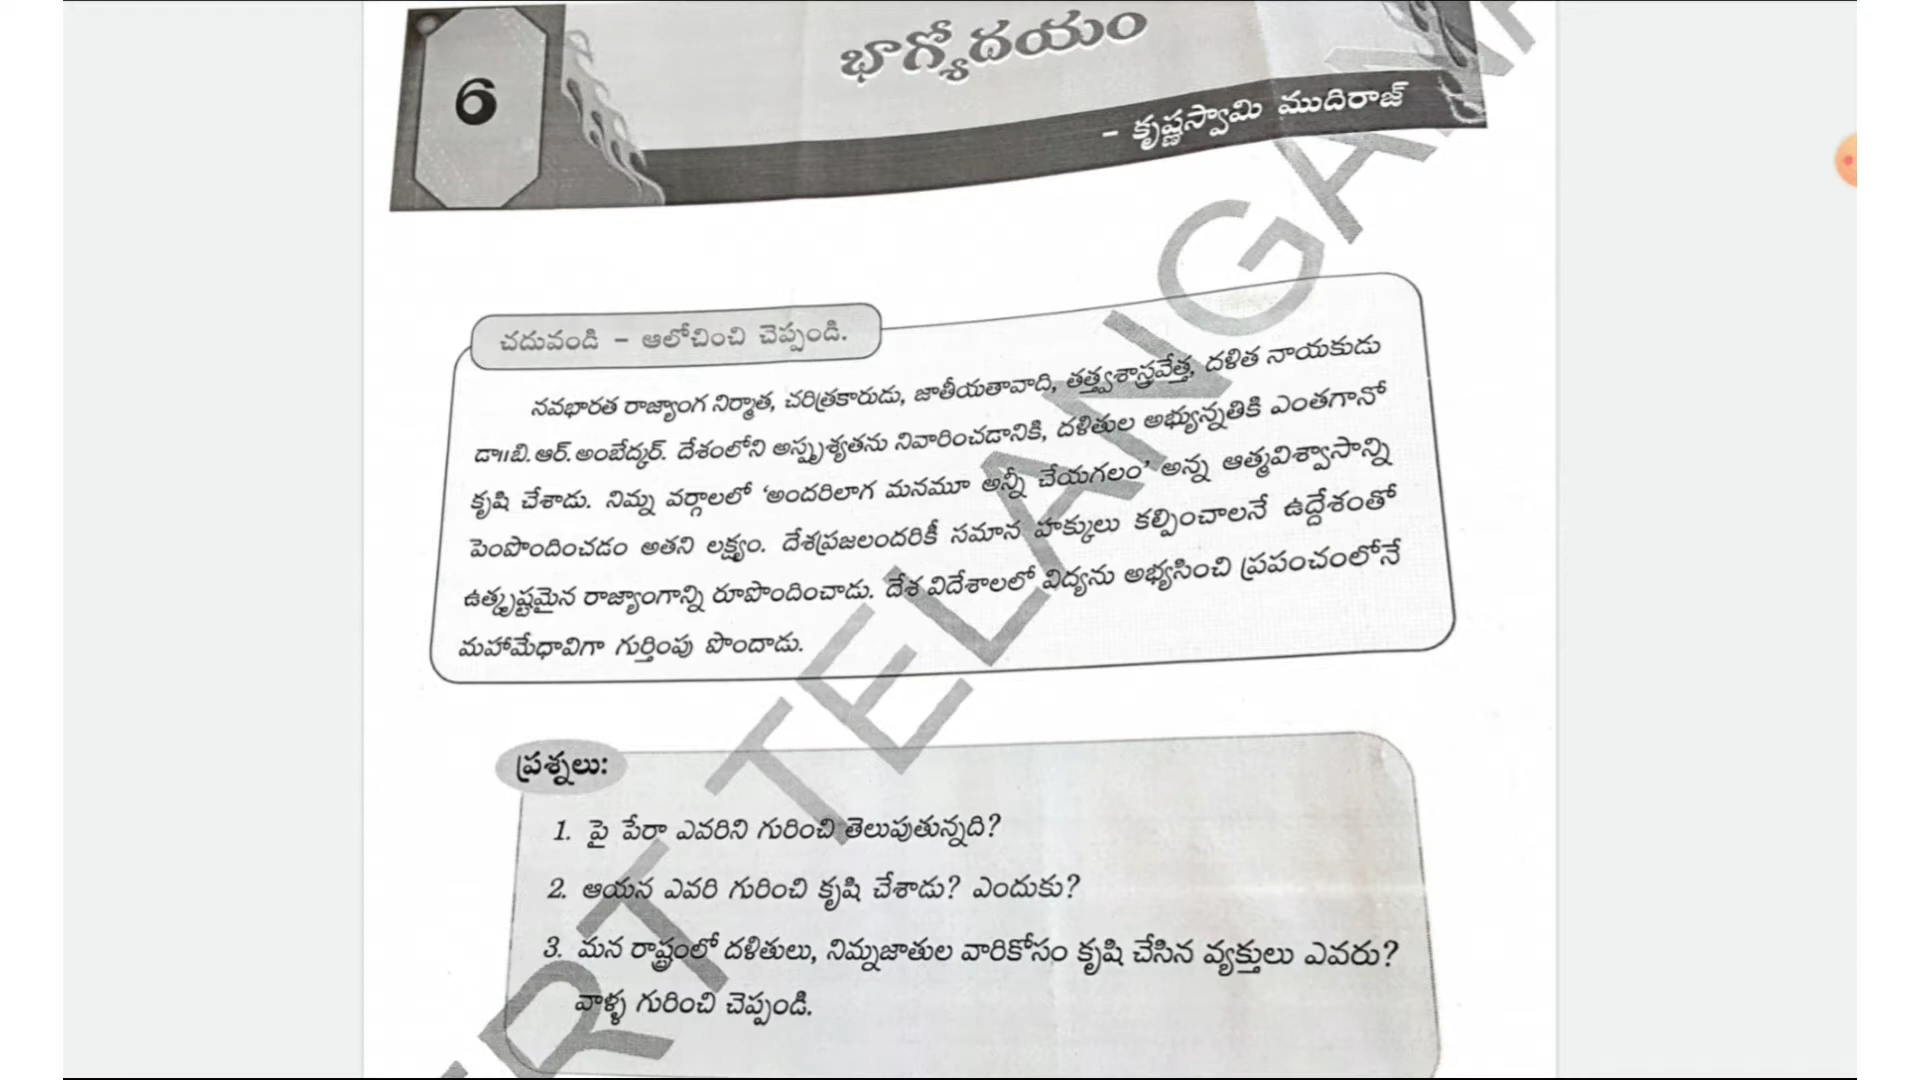 6
భాగ్యోదయం
- కృష్ణస్వామి ముదిరాజ్
చదువండి - ఆలోచించి చెప్పండి.
నవభారత రాజ్యాంగ నిర్మాత, చరిత్రకారుడు, జాతీయతావాది, తత్త్వశాస్త్రవేత్త, దళిత నాయకుడు
డా॥బి.ఆర్.అంబేద్కర్. దేశంలోని అస్పృశ్యతను నివారించడానికి, దళితుల అభ్యున్నతికి ఎంతగానో
కృషి చేశాడు. నిమ్న వర్గాలలో 'అందరిలాగ మనమూ అన్నీ చేయగలం' అన్న ఆత్మవిశ్వాసాన్ని
పెంపొందించడం అతని లక్ష్యం. దేశప్రజలందరికీ సమాన హక్కులు కల్పించాలనే ఉద్దేశంతో
ఉత్కృష్టమైన రాజ్యాంగాన్ని రూపొందించాడు. దేశ విదేశాలలో విద్యను అభ్యసించి ప్రపంచంలోనే
మహామేధావిగా గుర్తింపు పొందాడు.
ప్రశ్నలు:
1. పై పేరా ఎవరిని గురించి తెలుపుతున్నది?
2. ఆయన ఎవరి గురించి కృషి చేశాడు? ఎందుకు?
3. మన రాష్ట్రంలో దళితులు, నిమ్నజాతుల వారికోసం కృషి చేసిన వ్యక్తులు ఎవరు?
వాళ్ళ గురించి చెప్పండి.